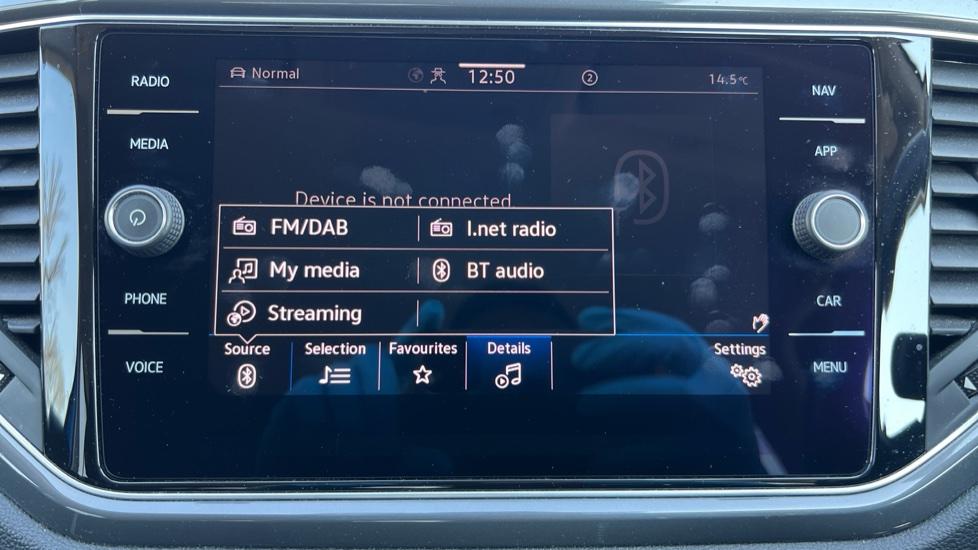 RADIO
MEDIA
PHONE
VOICE
Normal 12:50 2 14.5°C
Device is not connected
FM/DAB I.net radio
My media BT audio
Streaming
Source Selection Favourites Details Settings
NAV
APP
CAR
MENU